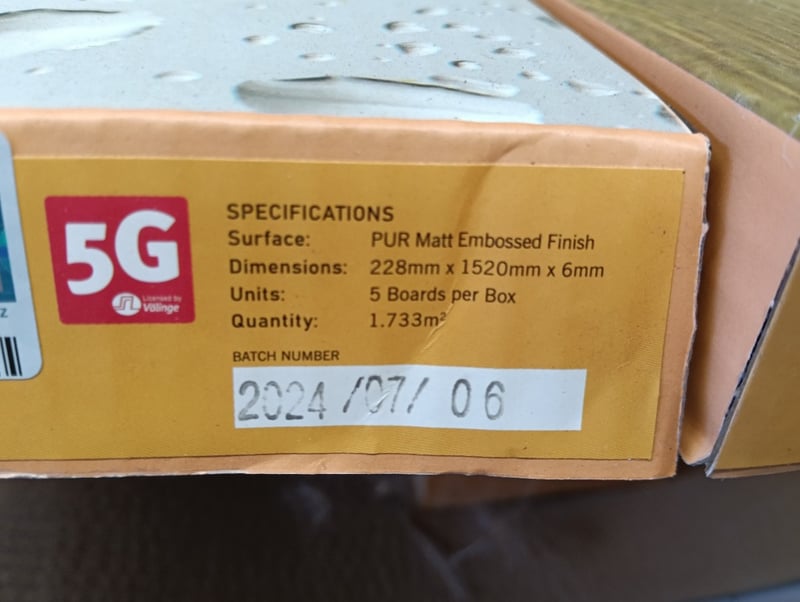 5G
Licensed by
Välinge
SPECIFICATIONS
Surface: PUR Matt Embossed Finish
Dimensions: 228mm x 1520mm x 6mm
Units: 5 Boards per Box
Quantity: 1.733m²
BATCH NUMBER
2024 /07/ 06
Z